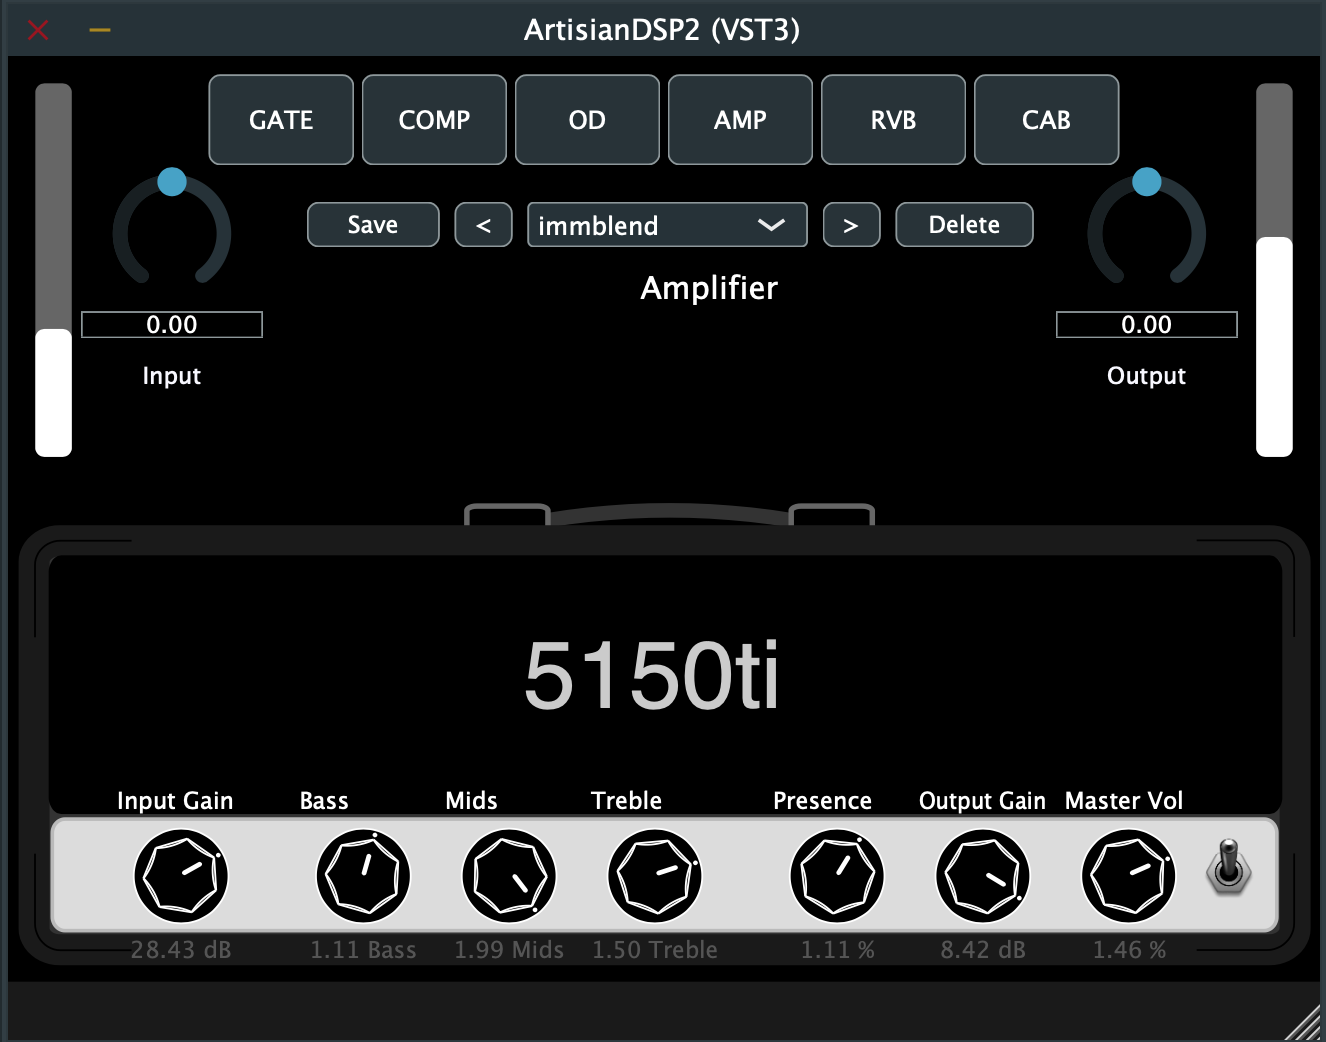 ArtisianDSP2 (VST3)
GATE COMP OD AMP RVB CAB
Save < immblend > Delete
Amplifier
0.00 0.00
Input Output
5150ti
Input Gain Bass Mids Treble Presence Output Gain Master Vol
28.43 dB 1.11 Bass 1.99 Mids 1.50 Treble 1.11 % 8.42 dB 1.46 %